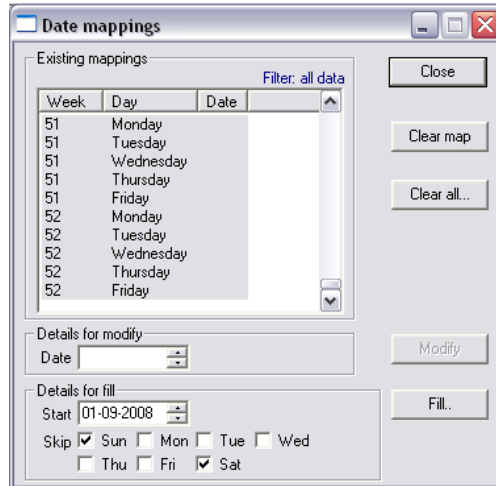 Date mappings
Existing mappings
Filter: all data
Close
Week Day Date
51 Monday
51 Tuesday
51 Wednesday
51 Thursday
51 Friday
52 Monday
52 Tuesday
52 Wednesday
52 Thursday
52 Friday
Clear map
Clear all...
Details for modify
Date
Modify
Details for fill
Start 01-09-2008
Fill..
Skip Sun Mon Tue Wed
Thu Fri Sat